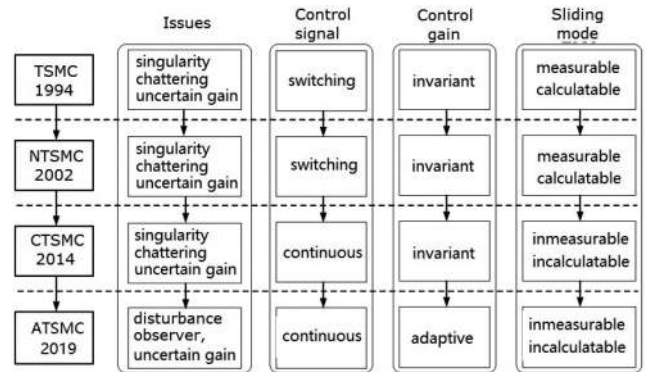 Issues
Control
signal
Control
gain
Sliding
mode
TSMC
1994
singularity
chattering
uncertain gain
switching
invariant
measurable
calculatable
NTSMC
2002
singularity
chattering
uncertain gain
switching
invariant
measurable
calculatable
CTSMC
2014
singularity
chattering
uncertain gain
continuous
invariant
inmeasurable
incalculatable
ATSMC
2019
disturbance
observer,
uncertain gain
continuous
adaptive
inmeasurable
incalculatable